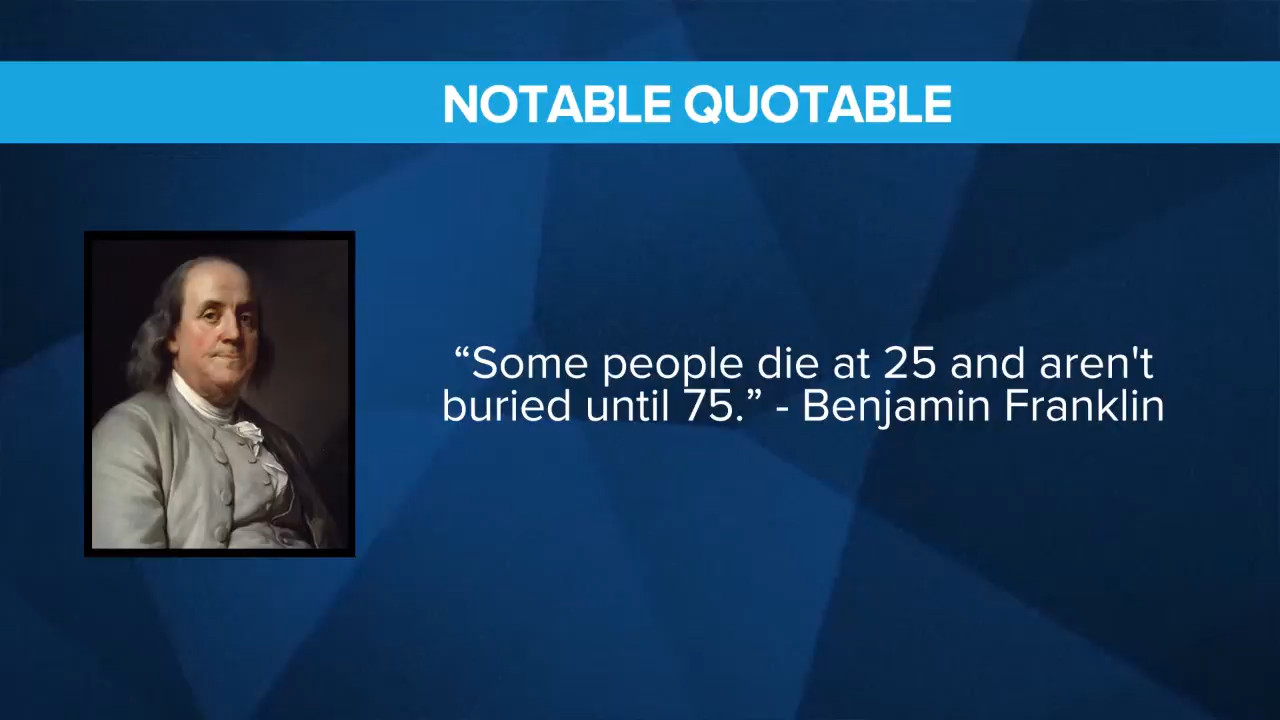 NOTABLE QUOTABLE
“Some people die at 25 and aren't
buried until 75.” - Benjamin Franklin